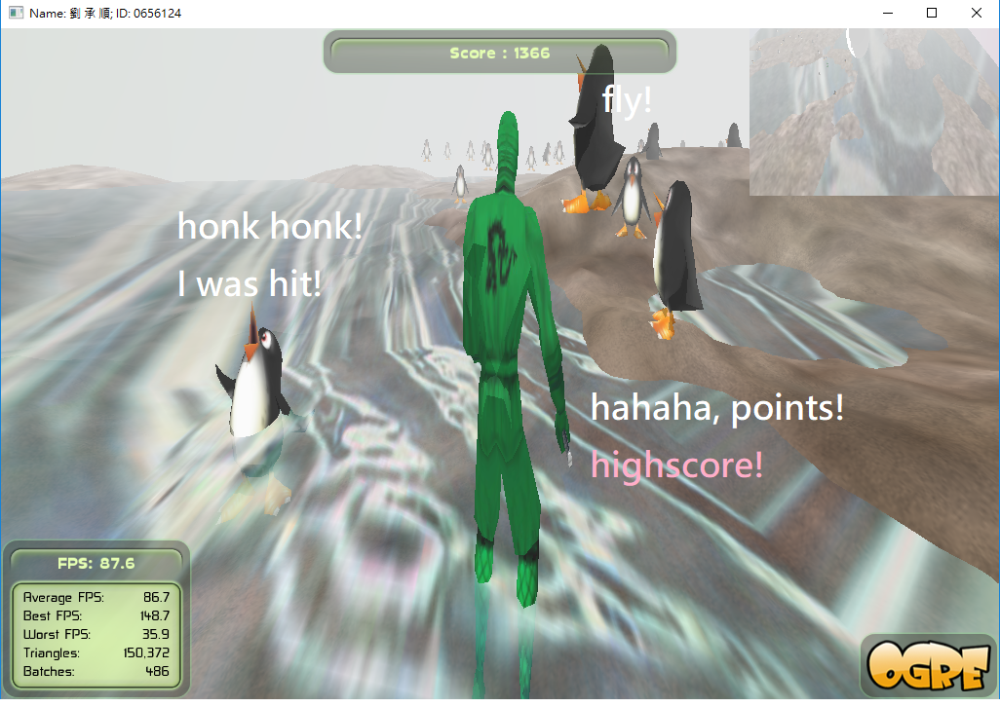 Name: 劉 承 順; ID: 0656124
Score : 1366
fly!
honk honk!
I was hit!
hahaha, points!
highscore!
FPS: 87.6
Average FPS: 86.7
Best FPS: 148.7
Worst FPS: 35.9
Triangles: 150,372
Batches: 486
OGRE